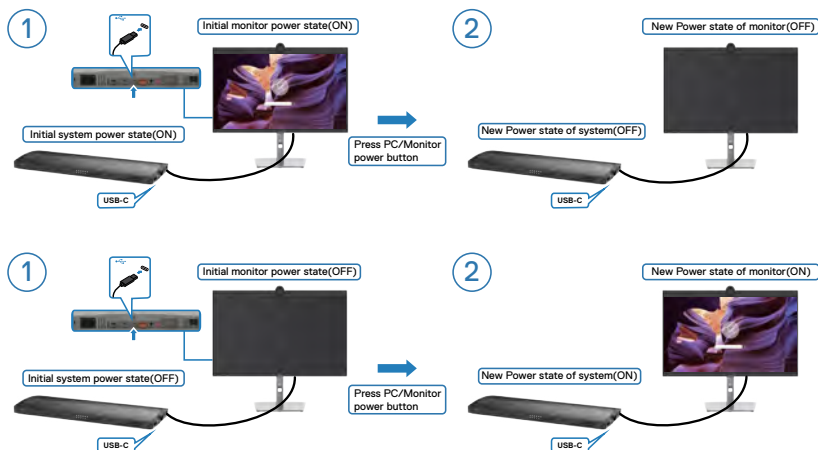 1
Initial monitor power state(ON)
Initial system power state(ON)
USB-C
Press PC/Monitor
power button
2
New Power state of monitor(OFF)
New Power state of system(OFF)
USB-C
1
Initial monitor power state(OFF)
Initial system power state(OFF)
USB-C
Press PC/Monitor
power button
2
New Power state of monitor(ON)
New Power state of system(ON)
USB-C